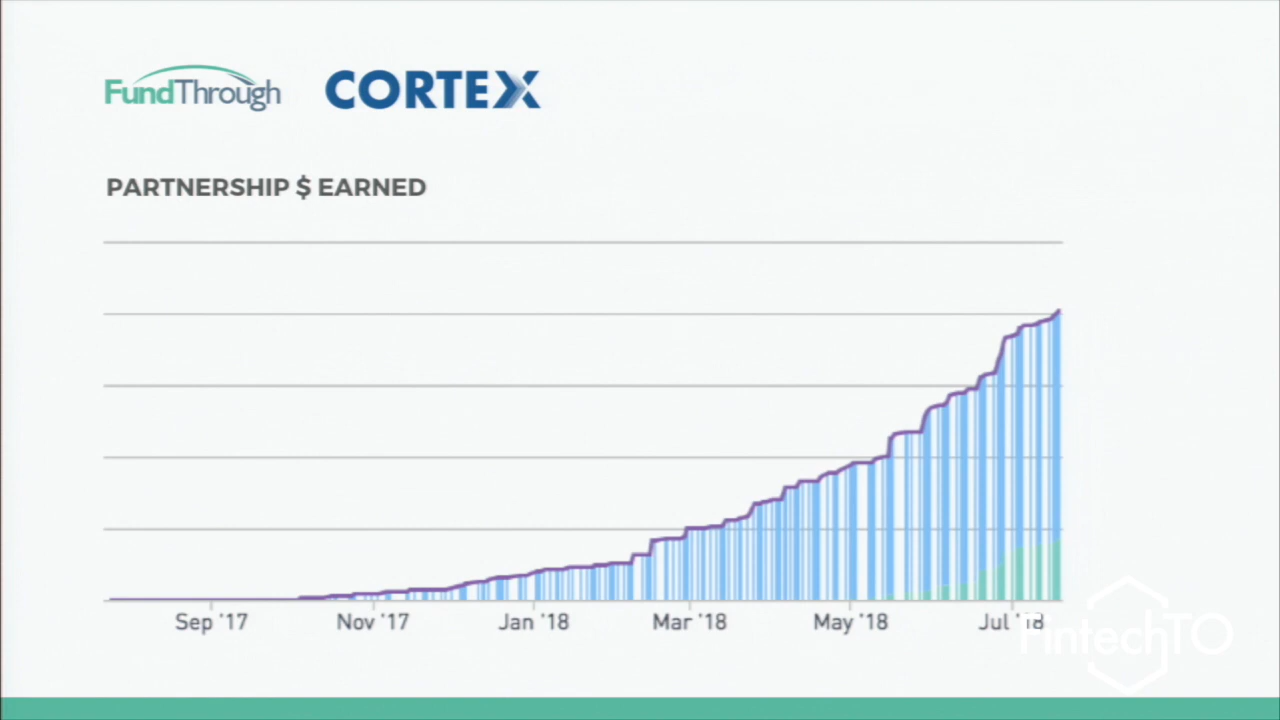 FundThrough CORTEX
PARTNERSHIP $ EARNED
Sep '17 Nov '17 Jan '18 Mar '18 May '18 Jul '18
FintechTO